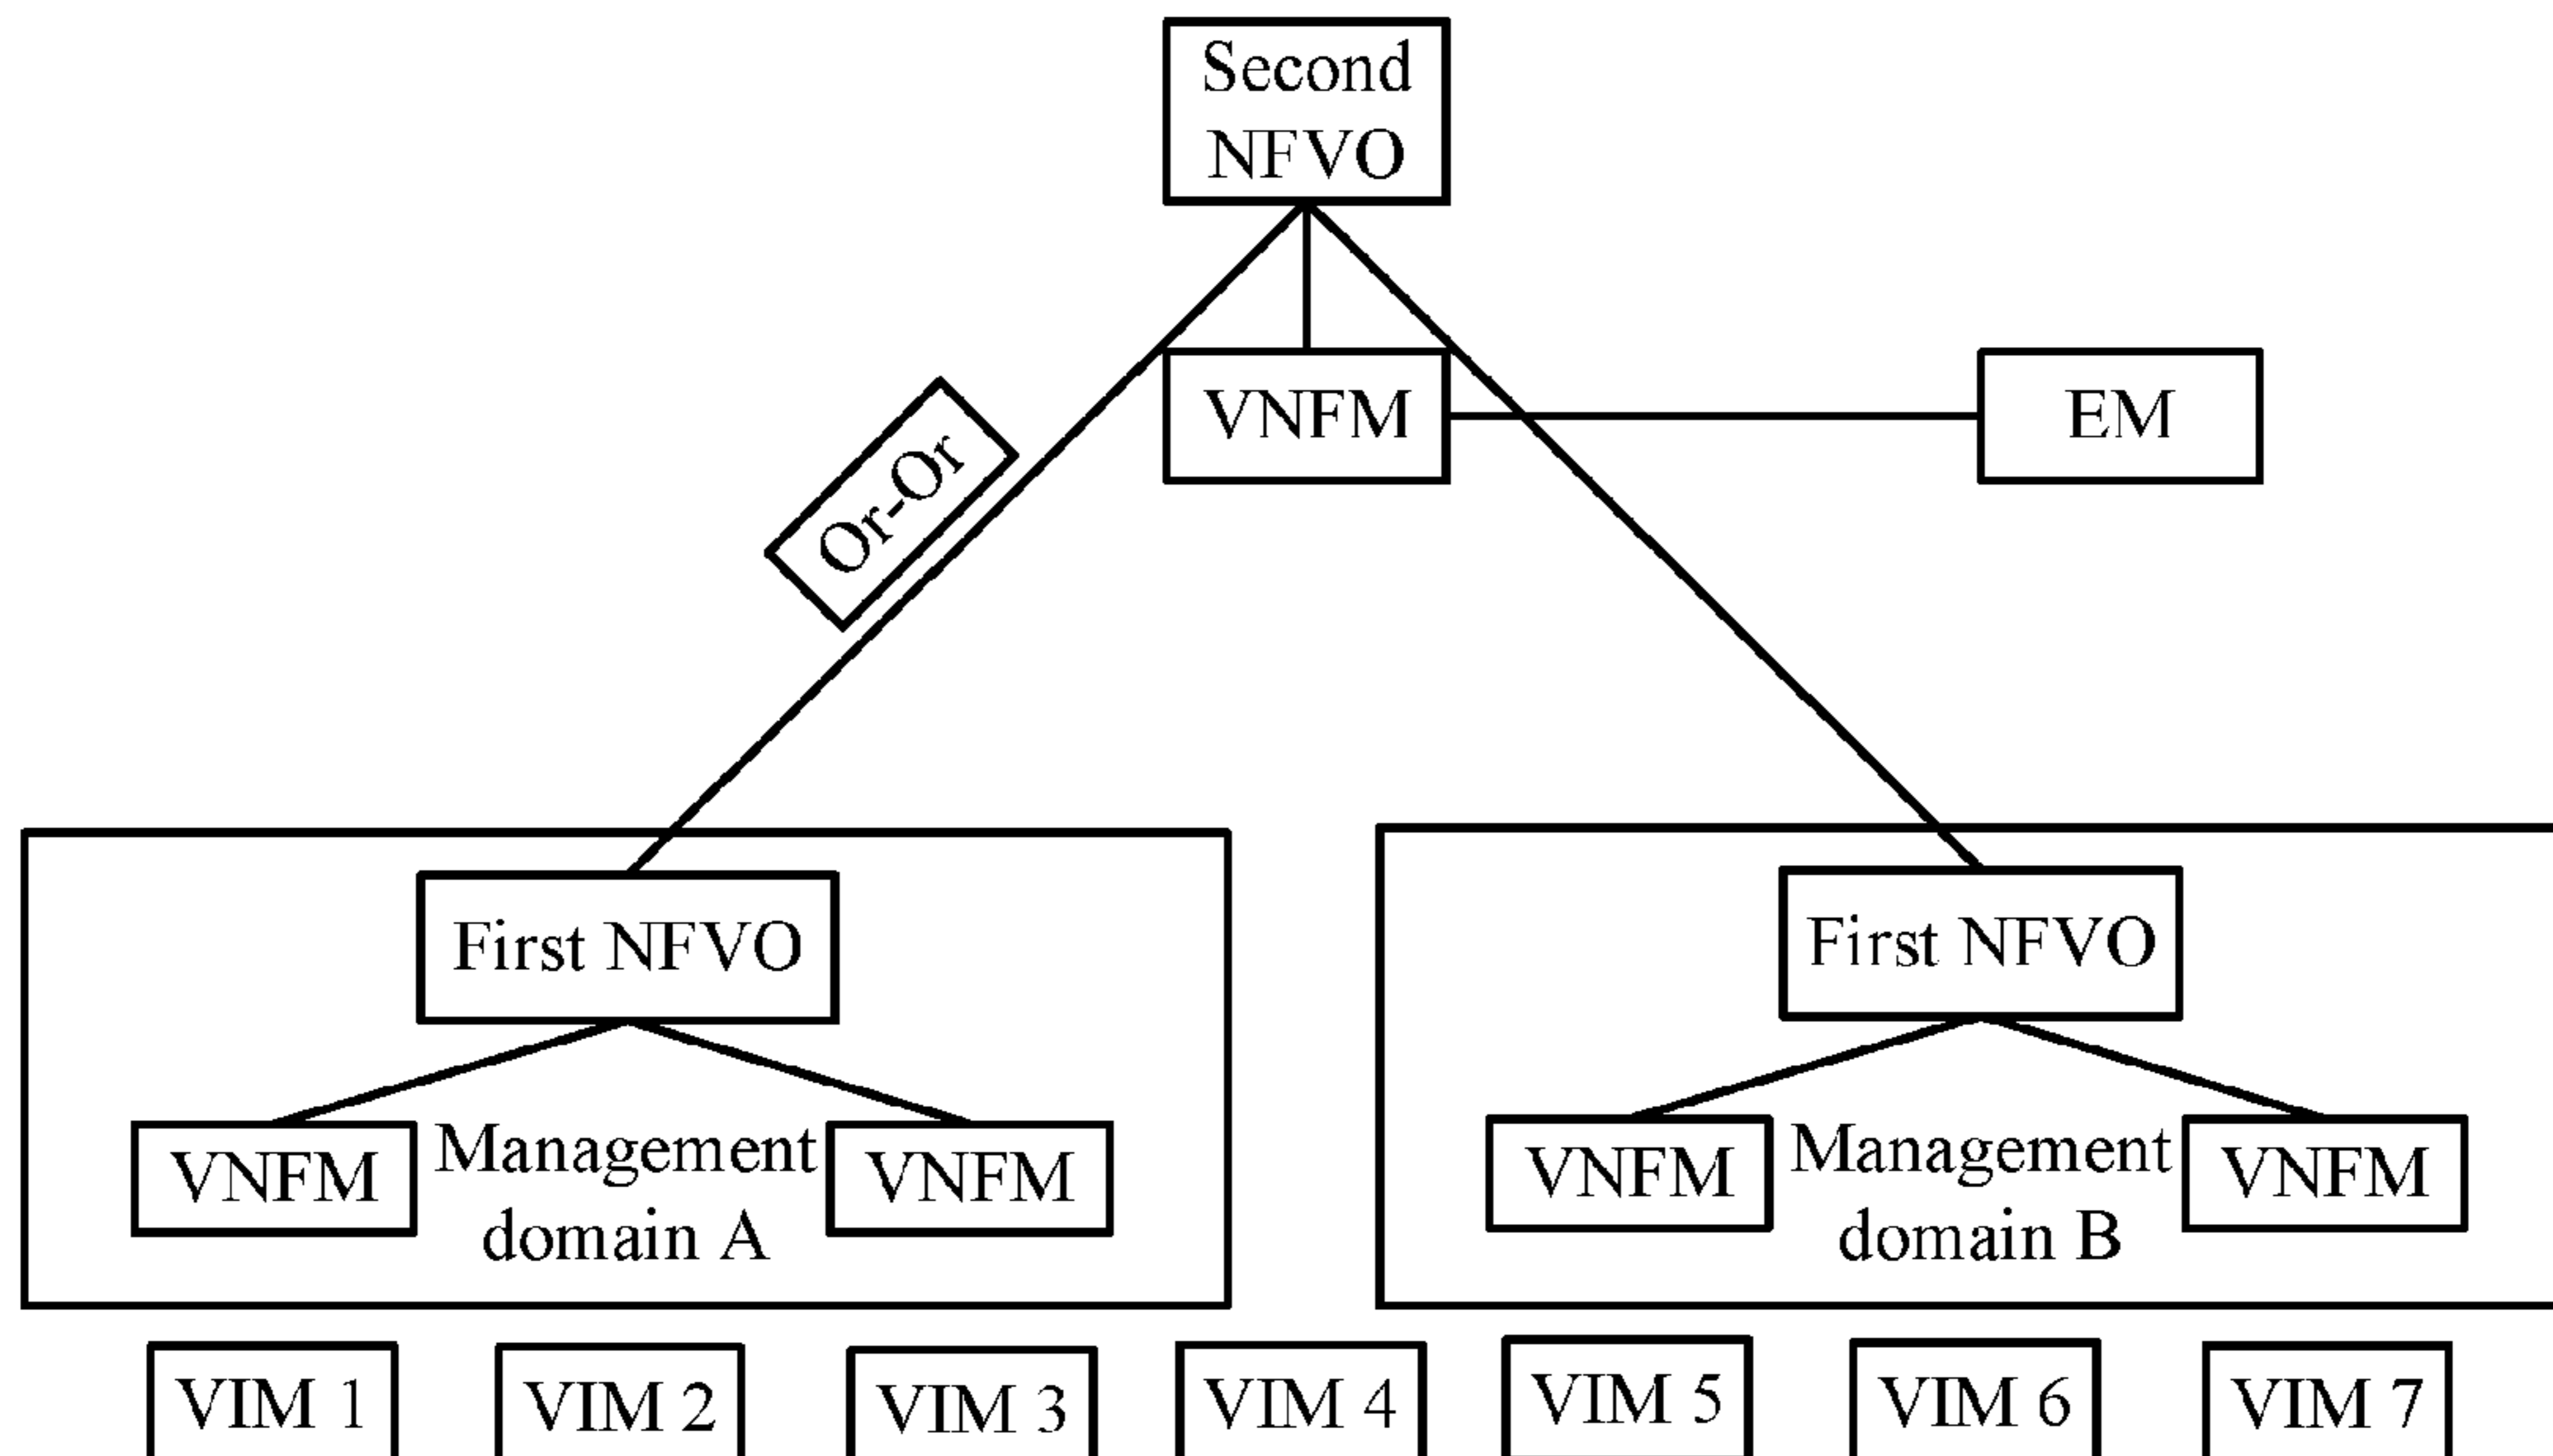 Second
NFVO
VNFM
EM
Or-Or
First NFVO
First NFVO
VNFM
Management
domain A
VNFM
VNFM
Management
domain B
VNFM
VIM 1
VIM 2
VIM 3
VIM 4
VIM 5
VIM 6
VIM 7